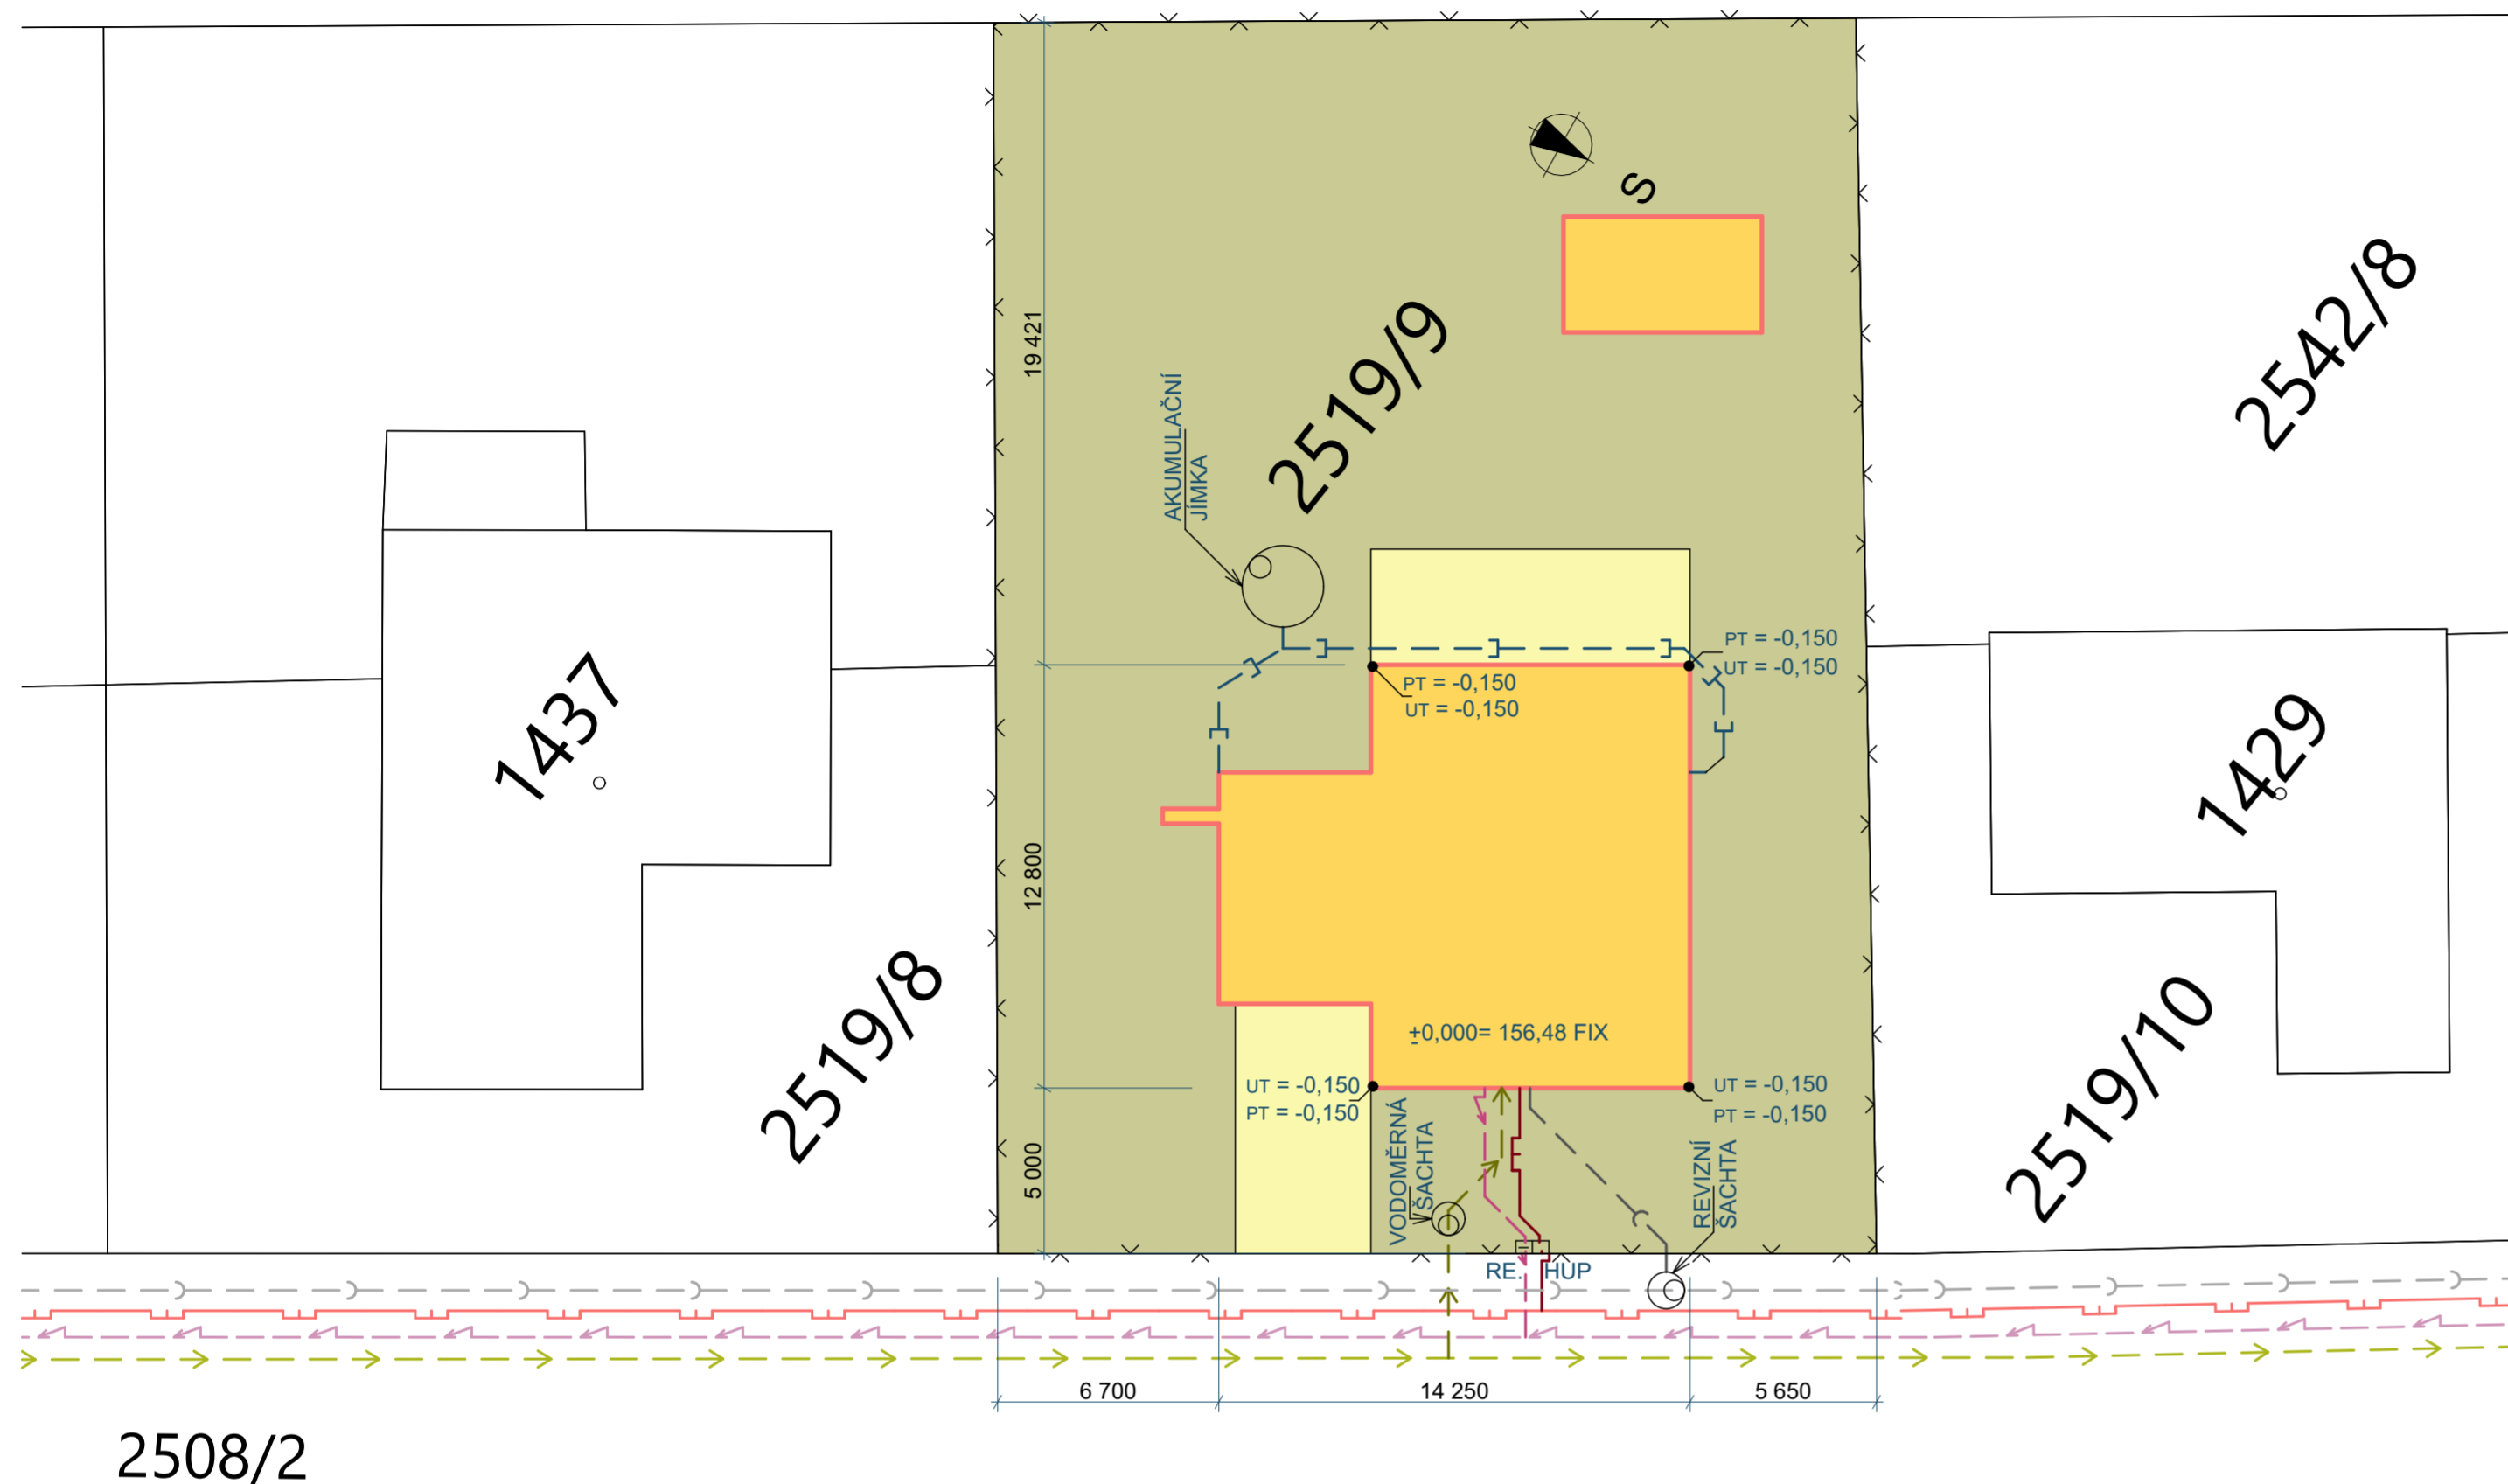 S
19 421
2519/9
2542/8
AKUMULAČNÍ
JÍMKA
PT = -0,150
UT = -0,150
PT = -0,150
UT = -0,150
1437
1429
12 800
2519/8
2519/10
±0,000= 156,48 FIX
UT = -0,150
PT = -0,150
UT = -0,150
PT = -0,150
5 000
VODOMĚRNÁ
ŠACHTA
REVIZNÍ
ŠACHTA
RE. HUP
6 700
14 250
5 650
2508/2